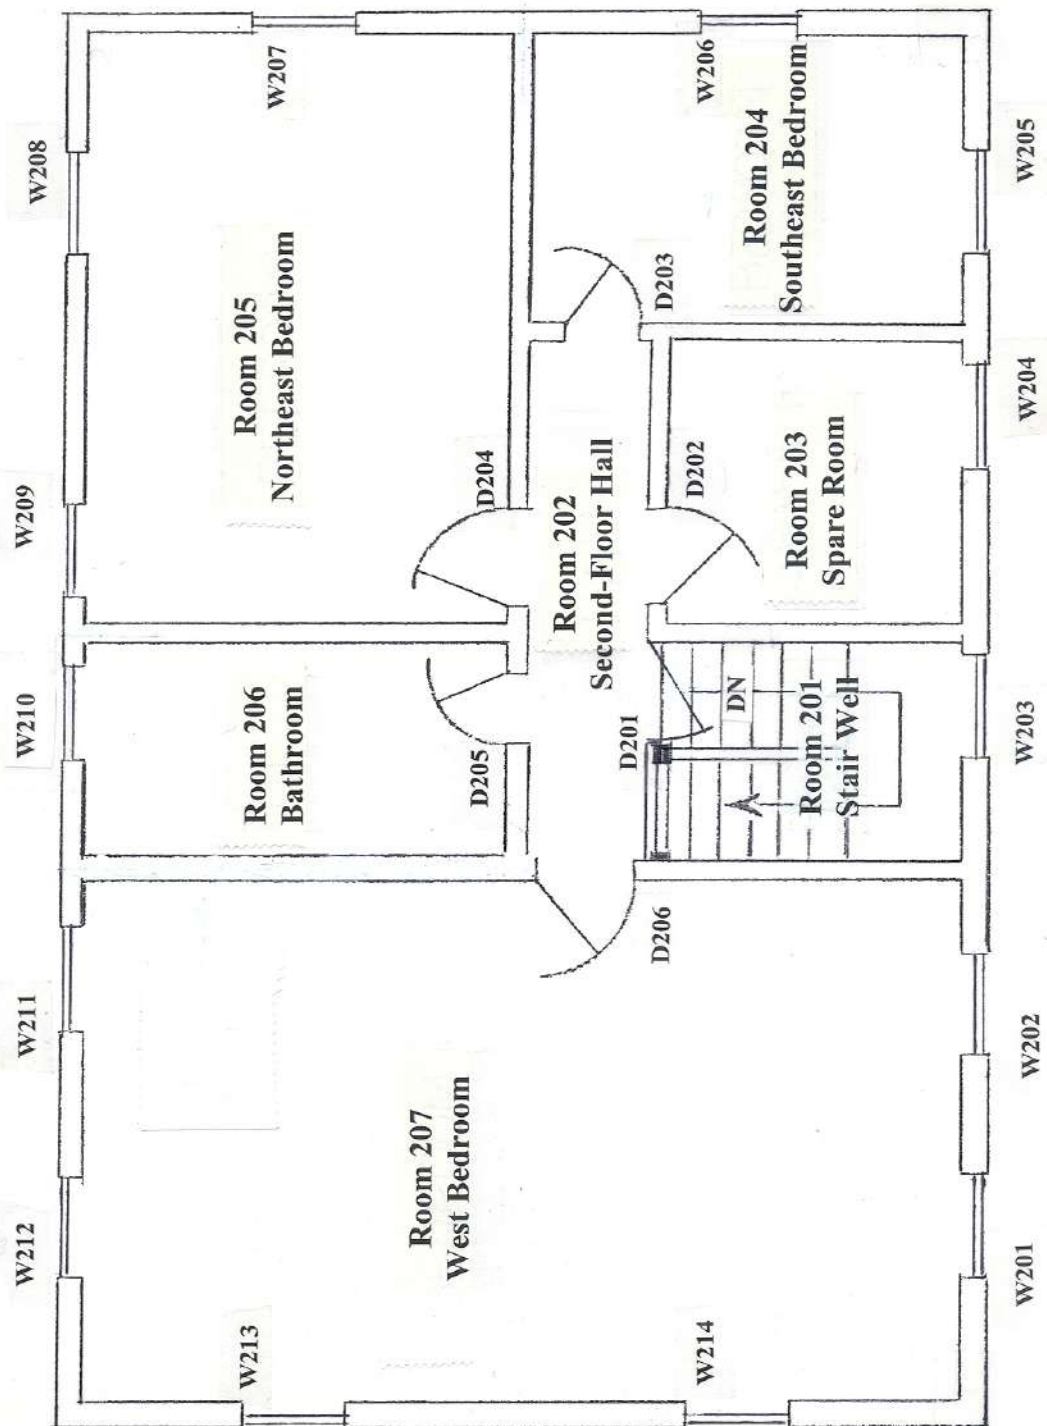 W212
W211
W210
W209
W208
W213
W207
Room 207
West Bedroom
Room 206
Bathroom
Room 205
Northeast Bedroom
D205
D204
Room 202
Second-Floor Hall
D206
D201
D202
D203
W214
DN
Room 201
Stair Well
Room 203
Spare Room
W206
Room 204
Southeast Bedroom
W201
W202
W203
W204
W205